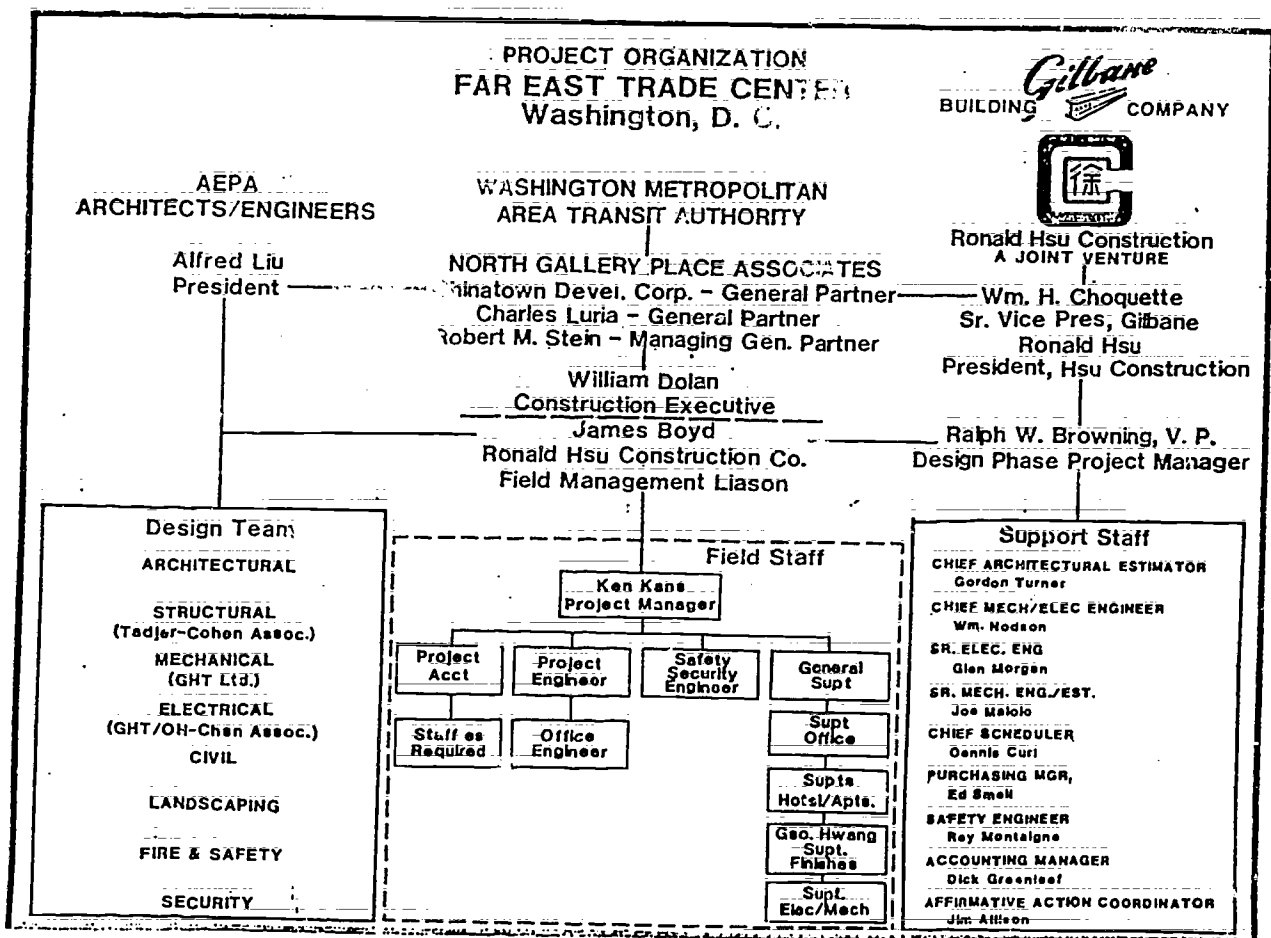 PROJECT ORGANIZATION
FAR EAST TRADE CENTER
Washington, D. C.
Gilbane
BUILDING COMPANY
徐
Ronald Hsu Construction
A JOINT VENTURE
AEPA
ARCHITECTS/ENGINEERS
Alfred Liu
President
WASHINGTON METROPOLITAN
AREA TRANSIT AUTHORITY
NORTH GALLERY PLACE ASSOCIATES
Chinatown Devel. Corp. - General Partner
Charles Luria - General Partner
Robert M. Stein - Managing Gen. Partner
Wm. H. Choquette
Sr. Vice Pres, Gilbane
Ronald Hsu
President, Hsu Construction
William Dolan
Construction Executive
James Boyd
Ronald Hsu Construction Co.
Field Management Liason
Ralph W. Browning, V. P.
Design Phase Project Manager
Design Team
ARCHITECTURAL
STRUCTURAL
(Tadjer-Cohen Assoc.)
MECHANICAL
(GHT Ltd.)
ELECTRICAL
(GHT/OH-Chen Assoc.)
CIVIL
LANDSCAPING
FIRE & SAFETY
SECURITY
Field Staff
Ken Kans
Project Manager
Project
Acct
Staff as
Required
Project
Engineer
Office
Engineer
Safety
Security
Engineer
General
Supt
Supt
Office
Supts
Hotel/Apts.
Geo. Hwang
Supt.
Finishes
Supt.
Elec/Mech
Support Staff
CHIEF ARCHITECTURAL ESTIMATOR
Gordon Turner
CHIEF MECH/ELEC ENGINEER
Wm. Hodson
SR. ELEC. ENG
Glen Morgan
SR. MECH. ENG./EST.
Joe
CHIEF SCHEDULER
Dennis Curl
PURCHASING MGR,
Ed Small
SAFETY ENGINEER
Ray Montaigne
ACCOUNTING MANAGER
Dick Greenleaf
AFFIRMATIVE ACTION COORDINATOR
Jim Allison